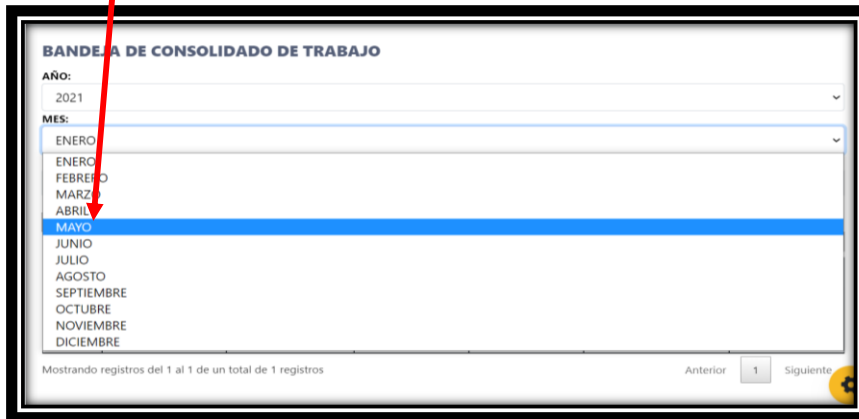 BANDEJA DE CONSOLIDADO DE TRABAJO
AÑO:
2021
MES:
ENERO
ENERO
FEBRERO
MARZO
ABRIL
MAYO
JUNIO
JULIO
AGOSTO
SEPTIEMBRE
OCTUBRE
NOVIEMBRE
DICIEMBRE
Mostrando registros del 1 al 1 de un total de 1 registros Anterior 1 Siguiente